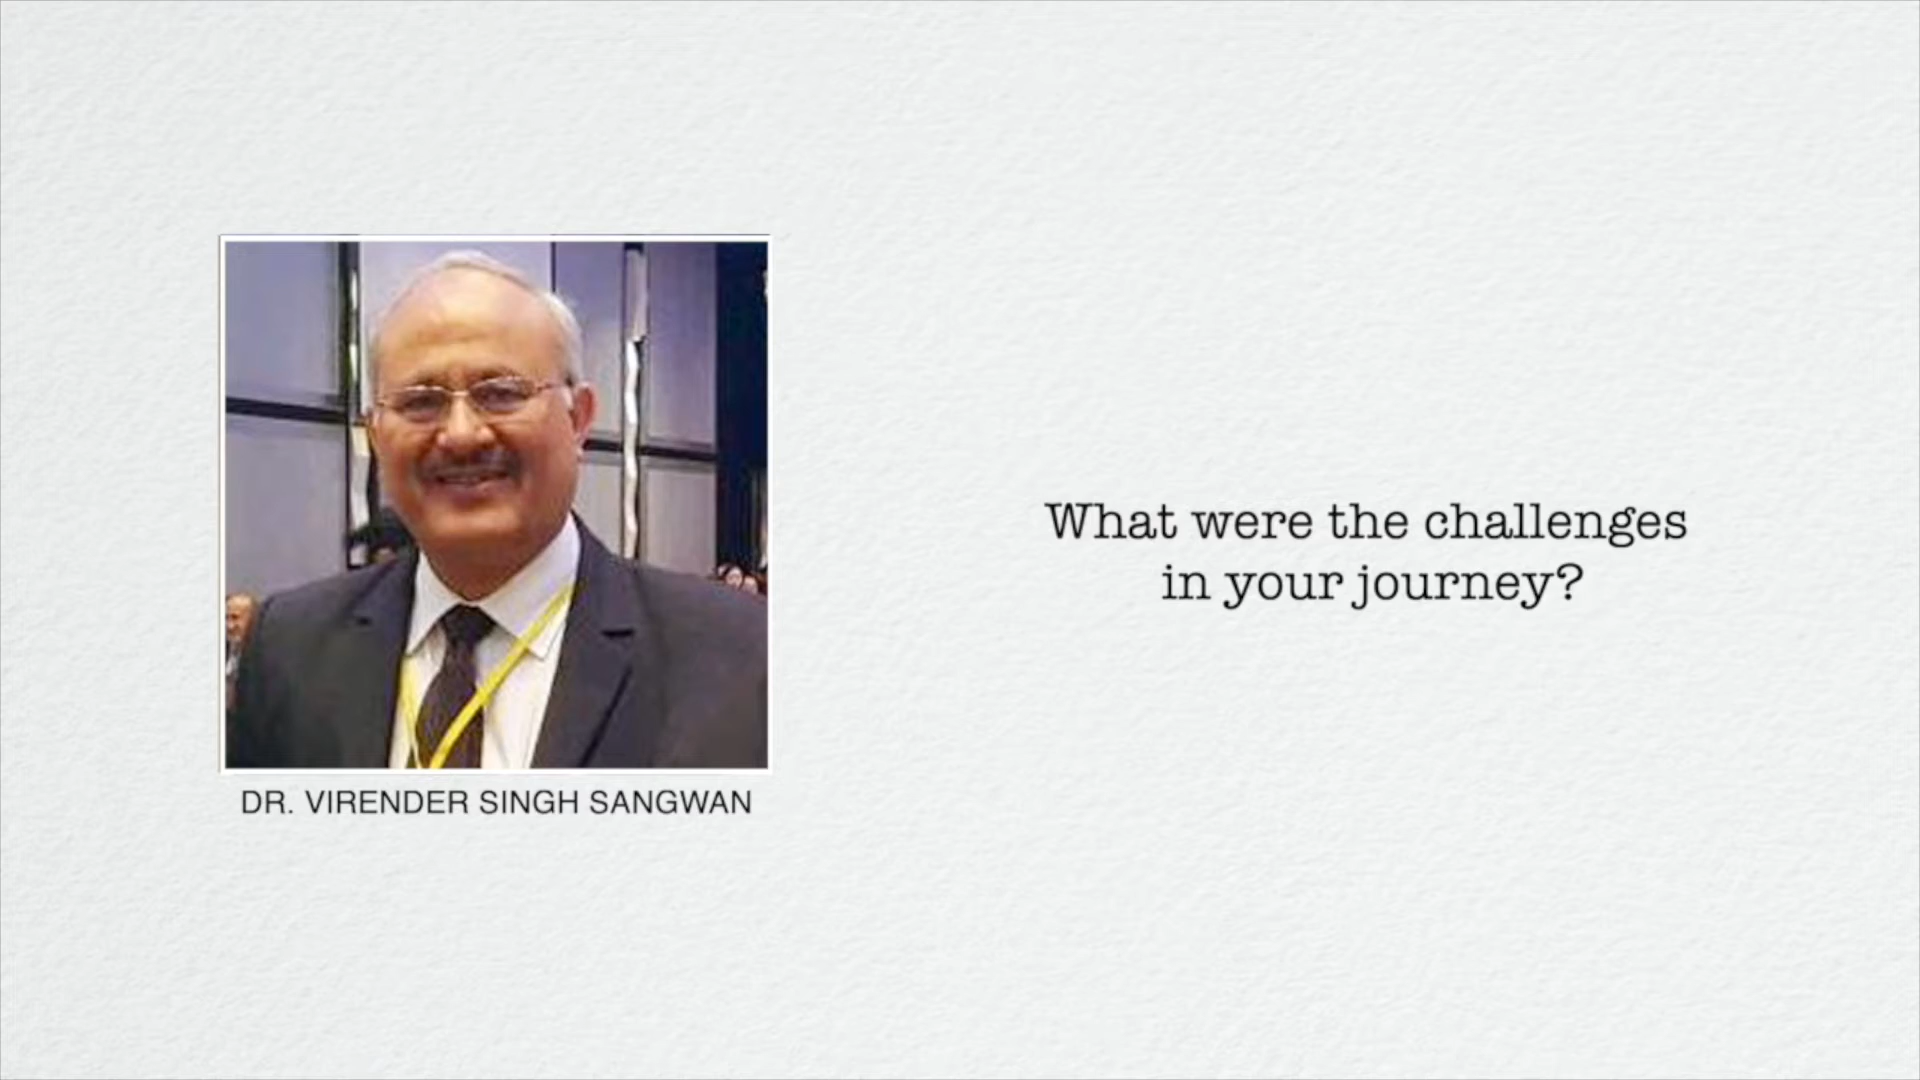 What were the challenges
in your journey?
DR. VIRENDER SINGH SANGWAN